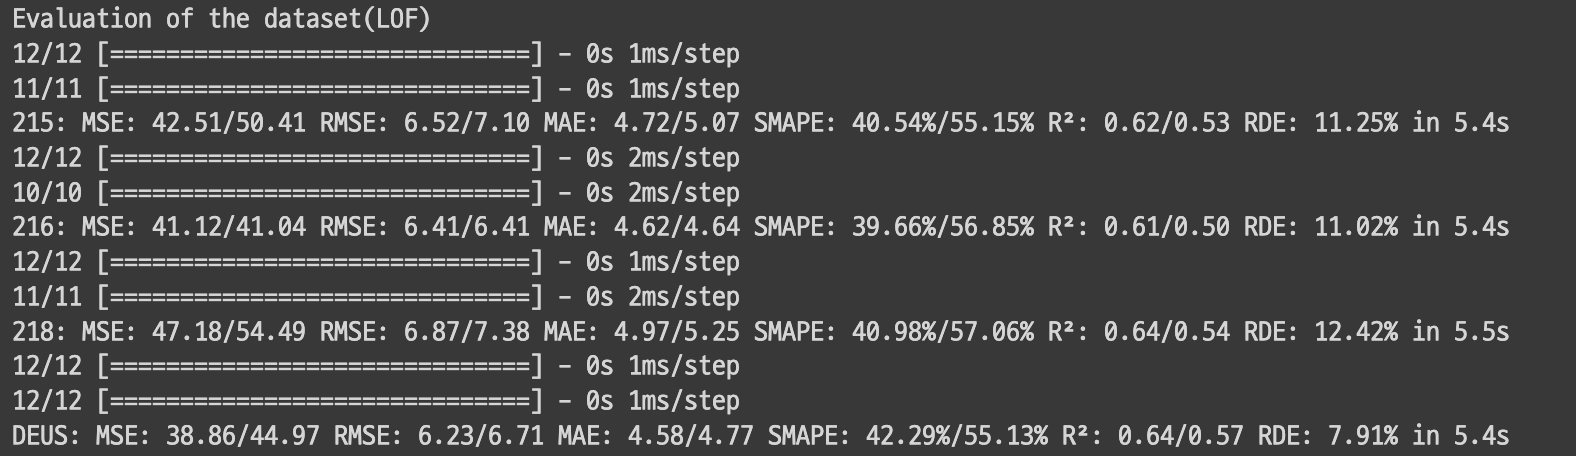 Evaluation of the dataset(LOF)
12/12 [==============================] - 0s 1ms/step
11/11 [==============================] - 0s 1ms/step
215: MSE: 42.51/50.41 RMSE: 6.52/7.10 MAE: 4.72/5.07 SMAPE: 40.54%/55.15% R²: 0.62/0.53 RDE: 11.25% in 5.4s
12/12 [==============================] - 0s 2ms/step
10/10 [==============================] - 0s 2ms/step
216: MSE: 41.12/41.04 RMSE: 6.41/6.41 MAE: 4.62/4.64 SMAPE: 39.66%/56.85% R²: 0.61/0.50 RDE: 11.02% in 5.4s
12/12 [==============================] - 0s 1ms/step
11/11 [==============================] - 0s 2ms/step
218: MSE: 47.18/54.49 RMSE: 6.87/7.38 MAE: 4.97/5.25 SMAPE: 40.98%/57.06% R²: 0.64/0.54 RDE: 12.42% in 5.5s
12/12 [==============================] - 0s 1ms/step
12/12 [==============================] - 0s 1ms/step
DEUS: MSE: 38.86/44.97 RMSE: 6.23/6.71 MAE: 4.58/4.77 SMAPE: 42.29%/55.13% R²: 0.64/0.57 RDE: 7.91% in 5.4s